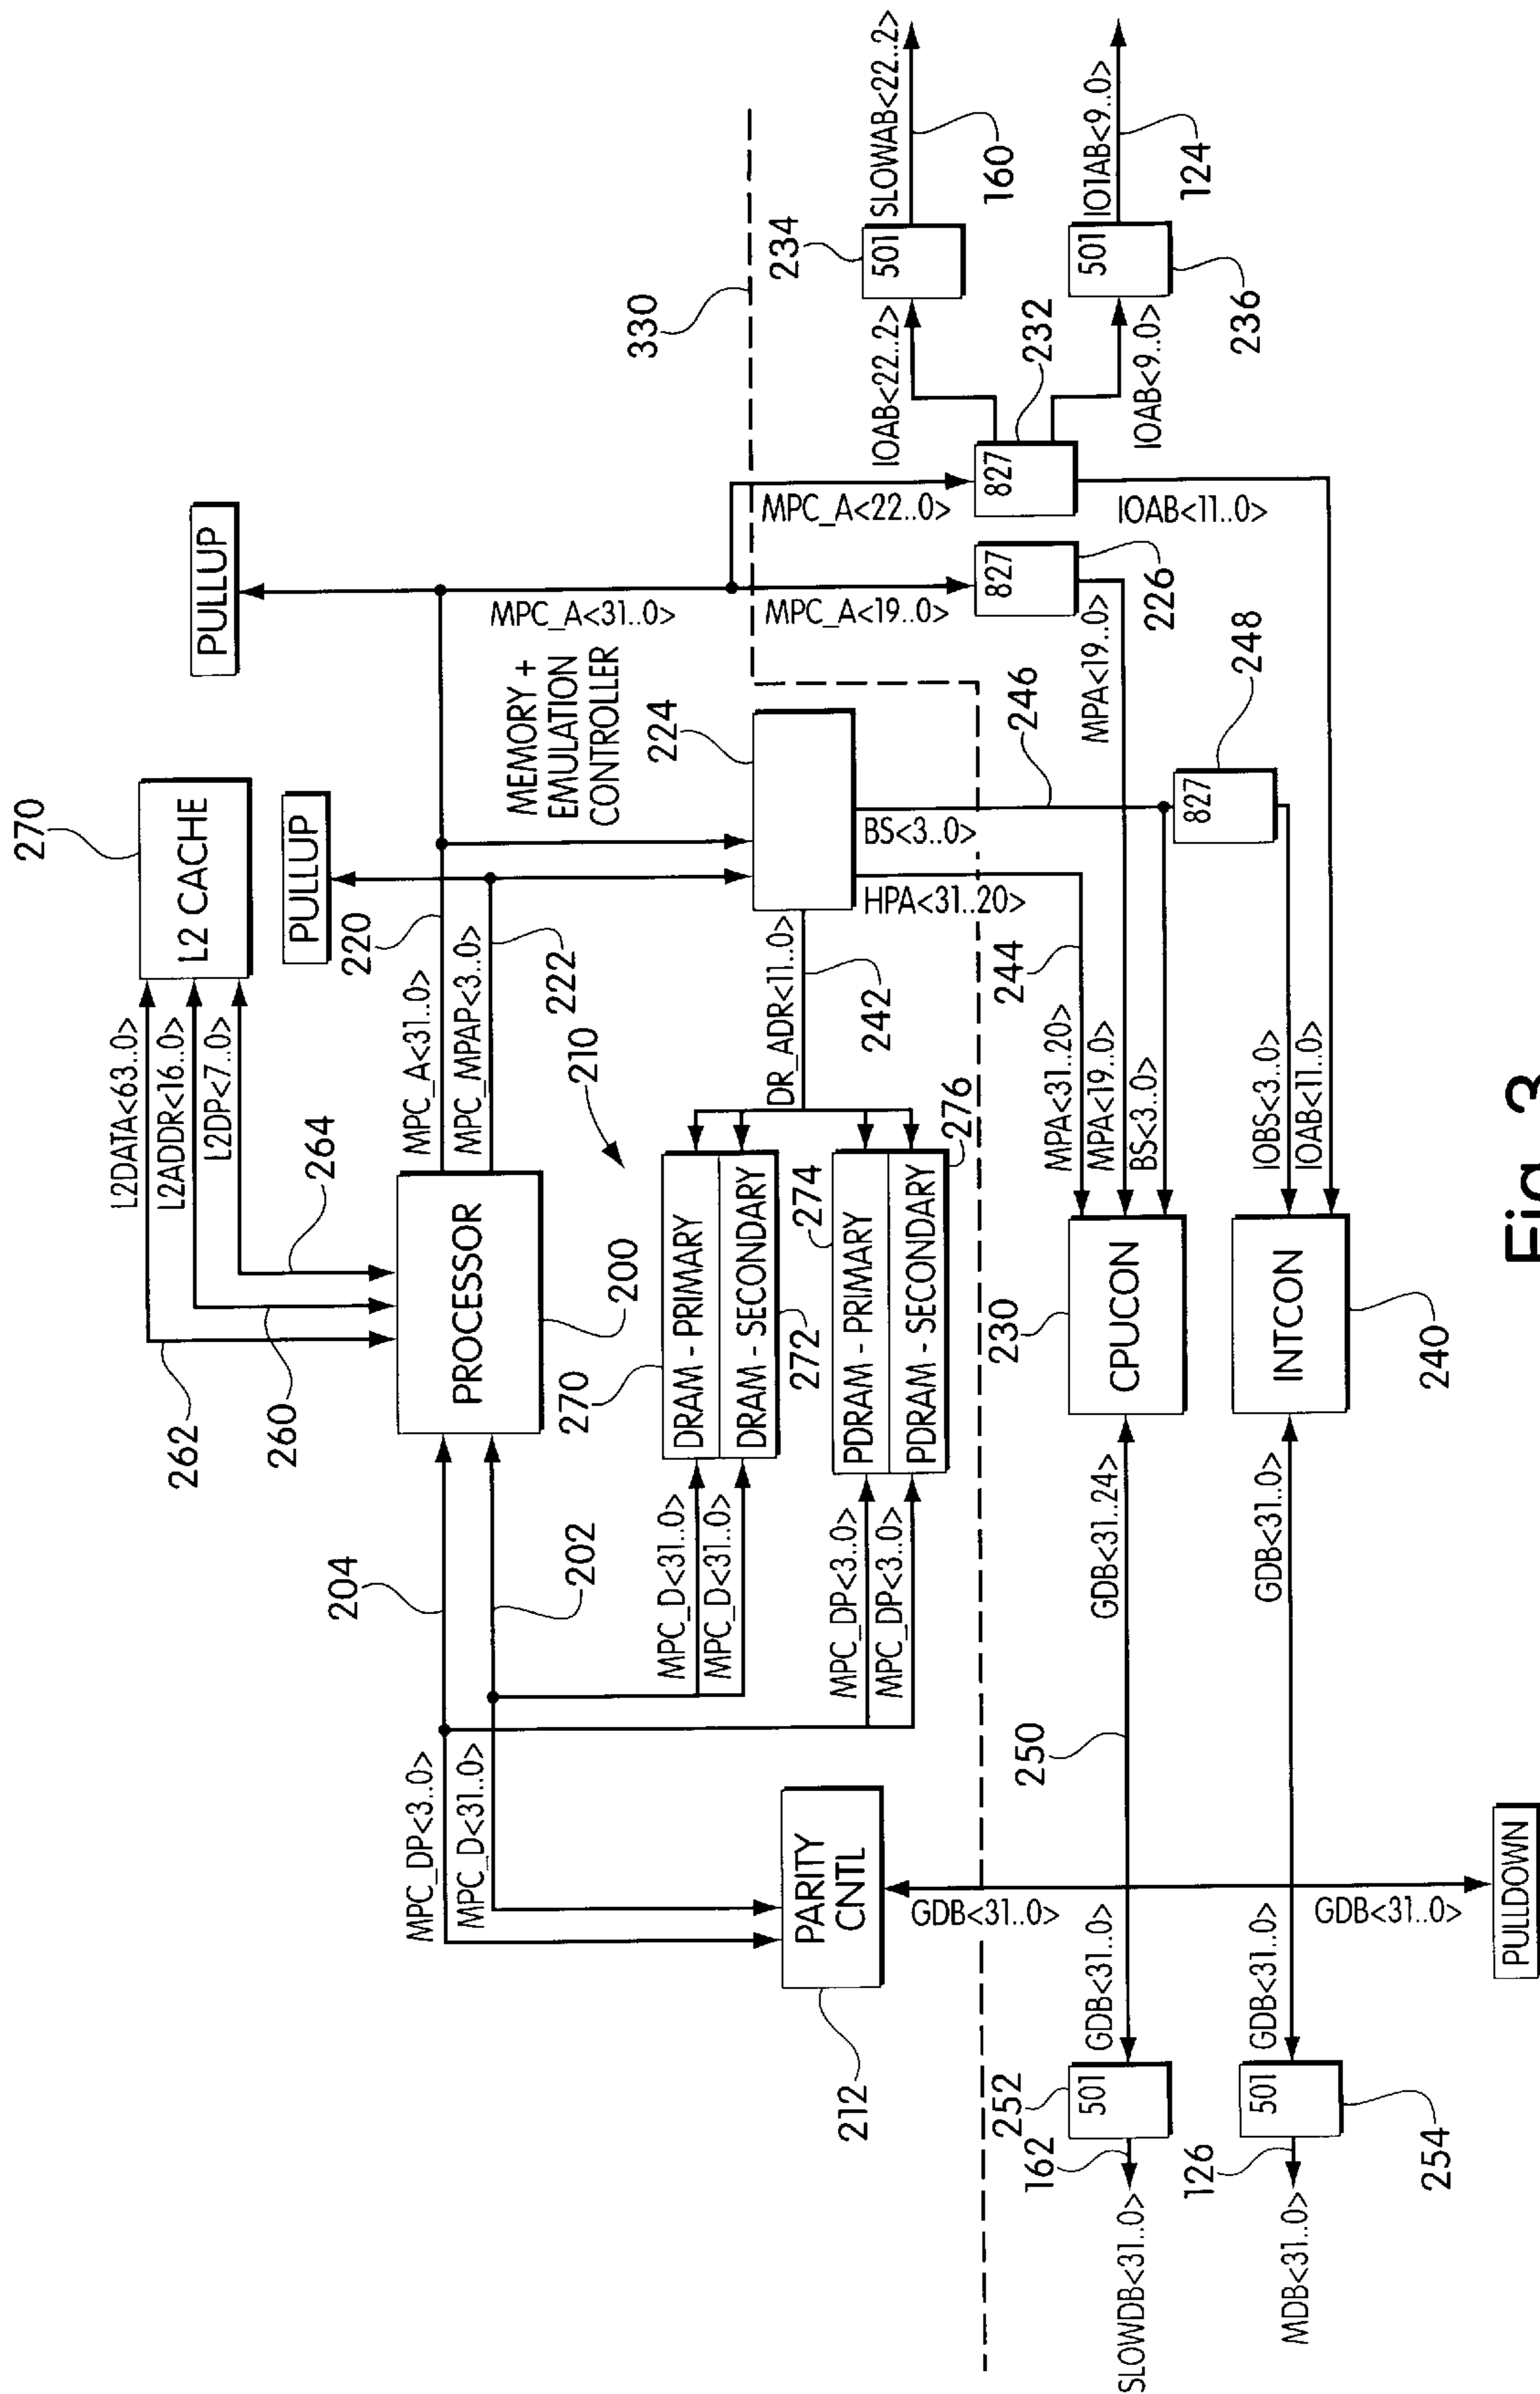 270
L2 CACHE
L2DATA<63..0>
L2ADDR<16..0>
L2DP<7..0>
262
260
264
PULLUP
PULLUP
220
MPC_A<31..0>
MPC_MPAP<3..0>
222
204
202
PROCESSOR
200
210
MPC_DP<3..0>
MPC_D<31..0>
MEMORY +
EMULATION
CONTROLLER
224
MPC_A<31..0>
330
270
DRAM - PRIMARY
DRAM - SECONDARY
272
274
PDRAM - PRIMARY
PDRAM - SECONDARY
276
MPC_D<31..0>
MPC_D<31..0>
MPC_DP<3..0>
MPC_DP<3..0>
DR_ADR<11..0>
242
PARITY
CNTL
212
GDB<31..0>
HPA<31..20>
BS<3..0>
MPC_A<19..0>
MPC_A<22..0>
827
226
827
232
IOAB<22..2>
234
501
SLOWAB<22..2>
160
IOAB<9..0>
501
236
IO1AB<9..0>
124
IOAB<11..0>
244
246
MPA<19..0>
827
248
MPA<31..20>
MPA<19..0>
BS<3..0>
230
CPUCON
GDB<31..24>
250
GDB<31..0>
252
501
162
SLOWDB<31..0>
IOBS<3..0>
IOAB<11..0>
INTCON
240
GDB<31..0>
GDB<31..0>
501
254
126
MDB<31..0>
GDB<31..0>
PULLDOWN
Fig. 3